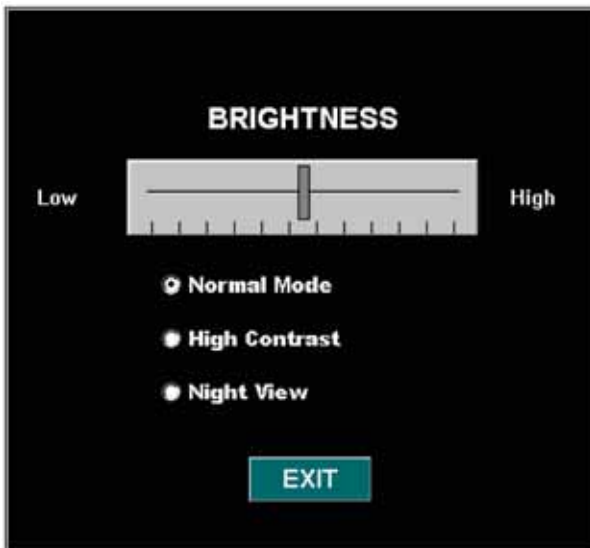 BRIGHTNESS
Low High
Normal Mode
High Contrast
Night View
EXIT